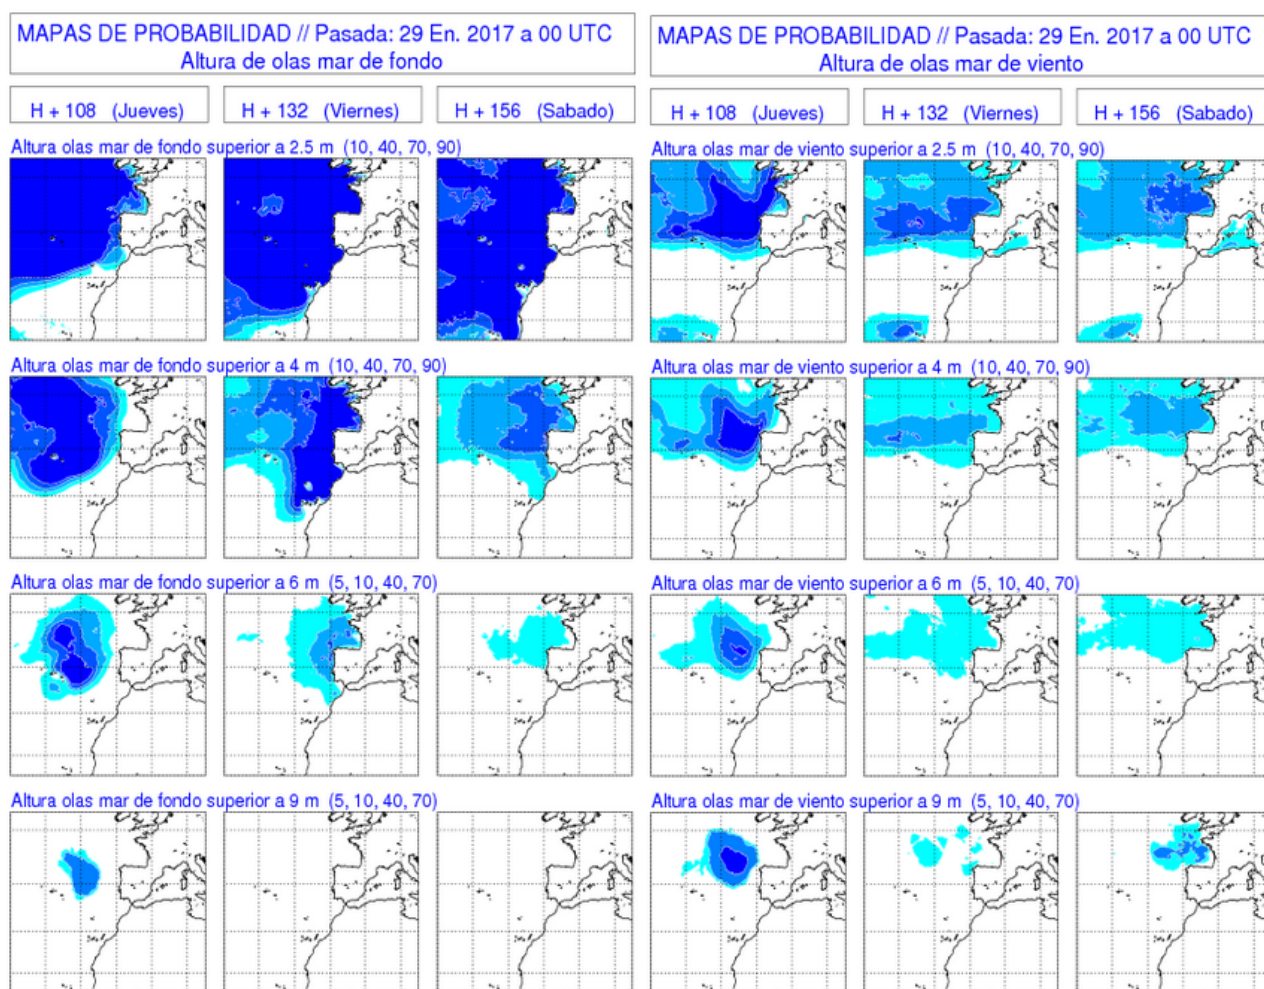 MAPAS DE PROBABILIDAD // Pasada: 29 En. 2017 a 00 UTC
Altura de olas mar de fondo
H + 108 (Jueves)
H + 132 (Viernes)
H + 156 (Sabado)
Altura olas mar de fondo superior a 2.5 m (10, 40, 70, 90)
Altura olas mar de fondo superior a 4 m (10, 40, 70, 90)
Altura olas mar de fondo superior a 6 m (5, 10, 40, 70)
Altura olas mar de fondo superior a 9 m (5, 10, 40, 70)
MAPAS DE PROBABILIDAD // Pasada: 29 En. 2017 a 00 UTC
Altura de olas mar de viento
H + 108 (Jueves)
H + 132 (Viernes)
H + 156 (Sabado)
Altura olas mar de viento superior a 2.5 m (10, 40, 70, 90)
Altura olas mar de viento superior a 4 m (10, 40, 70, 90)
Altura olas mar de viento superior a 6 m (5, 10, 40, 70)
Altura olas mar de viento superior a 9 m (5, 10, 40, 70)